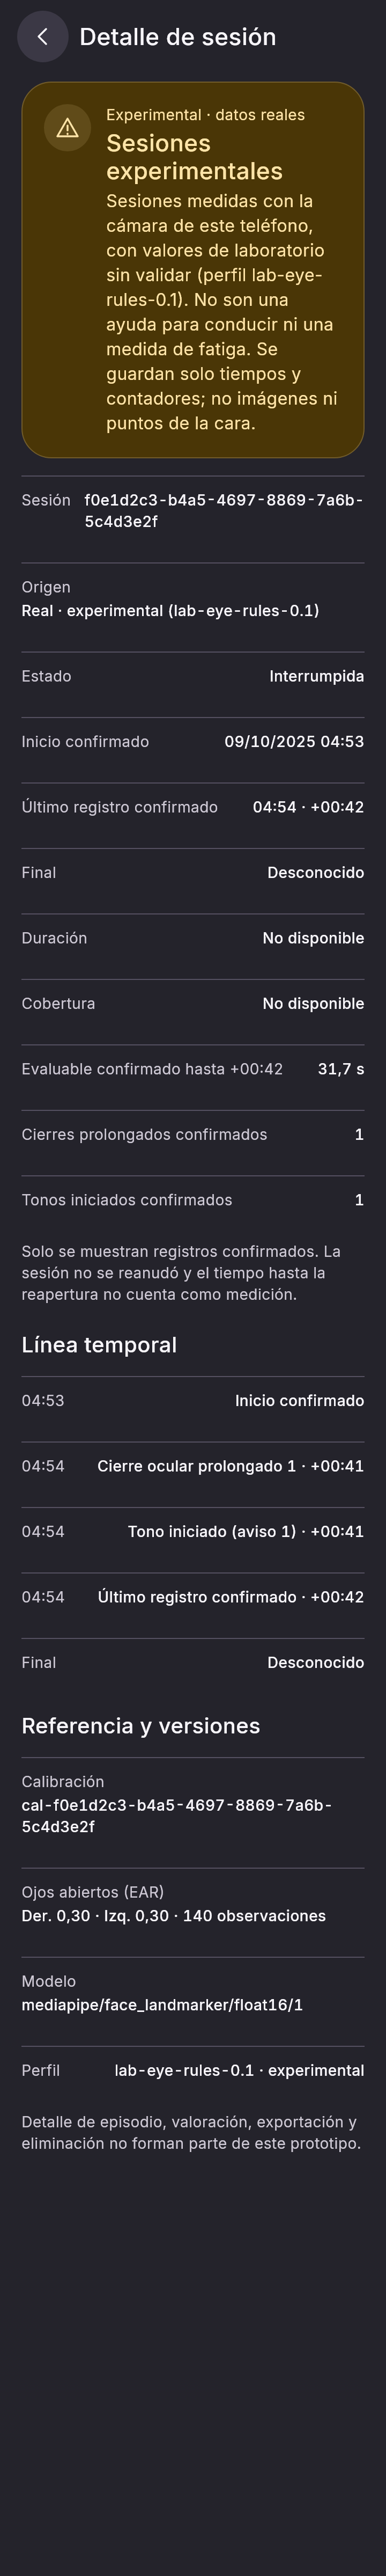 Detalle de sesión
Experimental · datos reales
Sesiones
experimentales
Sesiones medidas con la
cámara de este teléfono,
con valores de laboratorio
sin validar (perfil lab-eye-
rules-0.1). No son una
ayuda para conducir ni una
medida de fatiga. Se
guardan solo tiempos y
contadores; no imágenes ni
puntos de la cara.
Sesión f0e1d2c3-b4a5-4697-8869-7a6b-
5c4d3e2f
Origen
Real · experimental (lab-eye-rules-0.1)
Estado Interrumpida
Inicio confirmado 09/10/2025 04:53
Último registro confirmado 04:54 · +00:42
Final Desconocido
Duración No disponible
Cobertura No disponible
Evaluable confirmado hasta +00:42 31,7 s
Cierres prolongados confirmados 1
Tonos iniciados confirmados 1
Solo se muestran registros confirmados. La
sesión no se reanudó y el tiempo hasta la
reapertura no cuenta como medición.
Línea temporal
04:53 Inicio confirmado
04:54 Cierre ocular prolongado 1 · +00:41
04:54 Tono iniciado (aviso 1) · +00:41
04:54 Último registro confirmado · +00:42
Final Desconocido
Referencia y versiones
Calibración
cal-f0e1d2c3-b4a5-4697-8869-7a6b-
5c4d3e2f
Ojos abiertos (EAR)
Der. 0,30 · Izq. 0,30 · 140 observaciones
Modelo
mediapipe/face_landmarker/float16/1
Perfil lab-eye-rules-0.1 · experimental
Detalle de episodio, valoración, exportación y
eliminación no forman parte de este prototipo.